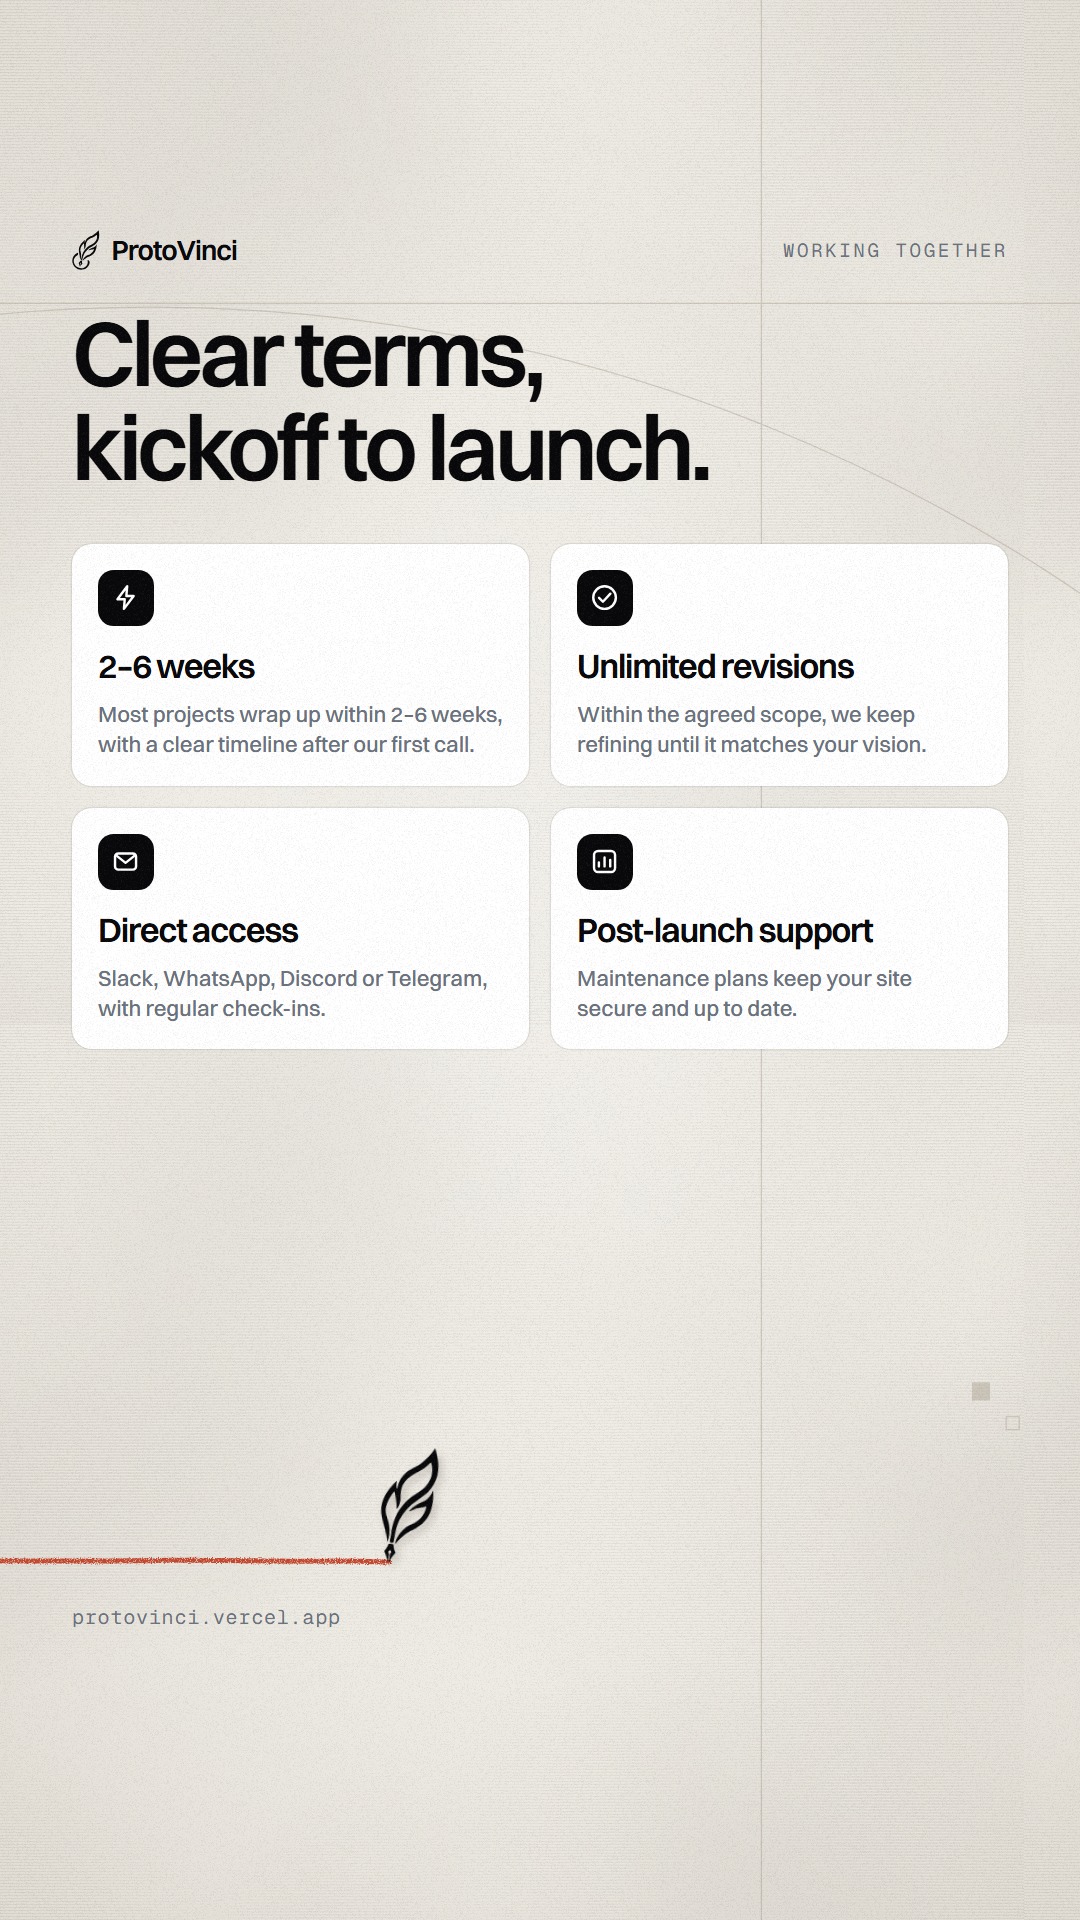 ProtoVinci
WORKING TOGETHER
Clear terms,
kickoff to launch.
2–6 weeks
Most projects wrap up within 2–6 weeks,
with a clear timeline after our first call.
Unlimited revisions
Within the agreed scope, we keep
refining until it matches your vision.
Direct access
Slack, WhatsApp, Discord or Telegram,
with regular check-ins.
Post-launch support
Maintenance plans keep your site
secure and up to date.
protovinci.vercel.app